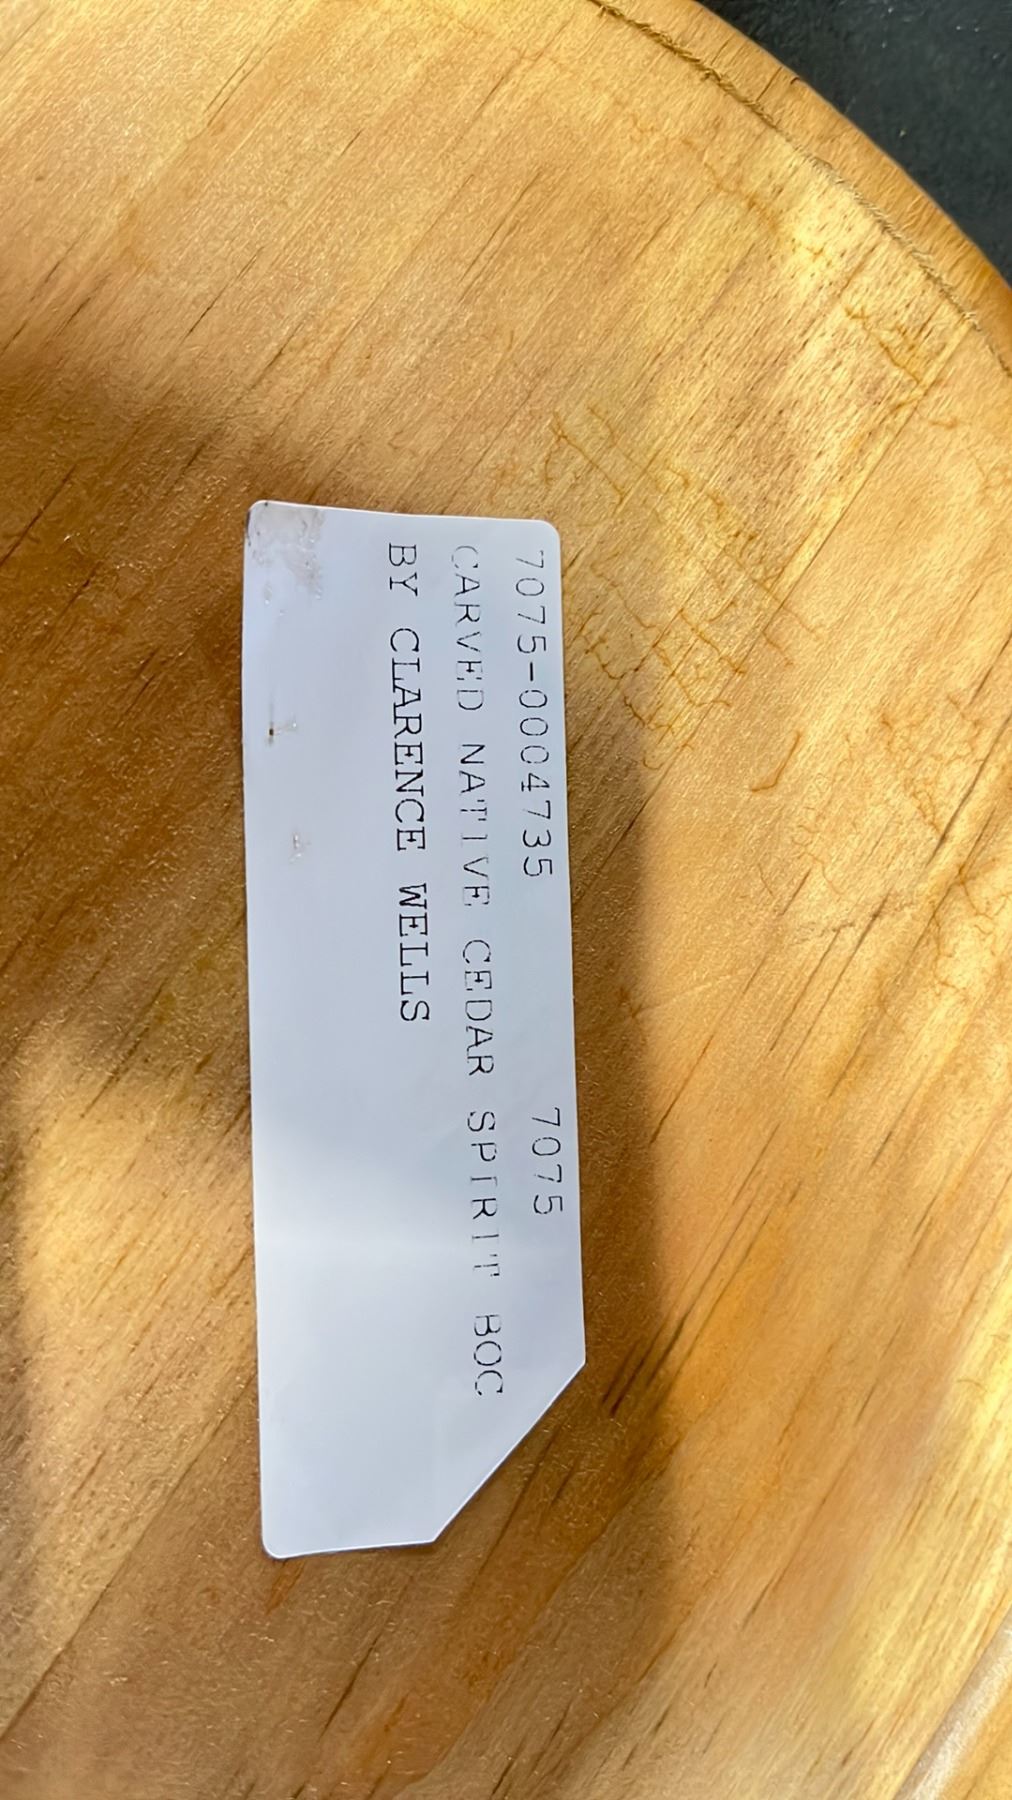 7075-0004735 7075
CARVED NATIVE CEDAR SPIRIT BOC
BY CLARENCE WELLS